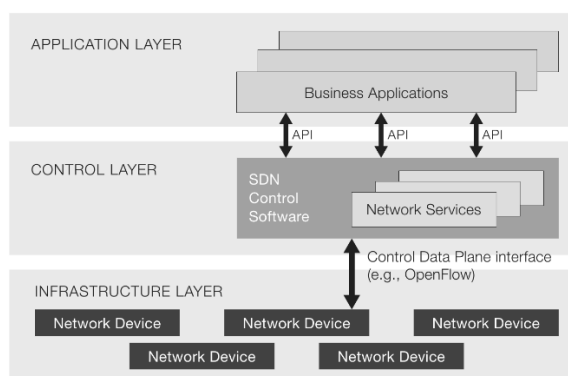 APPLICATION LAYER
Business Applications
API
API
API
CONTROL LAYER
SDN
Control
Software
Network Services
Control Data Plane interface
(e.g., OpenFlow)
INFRASTRUCTURE LAYER
Network Device
Network Device
Network Device
Network Device
Network Device